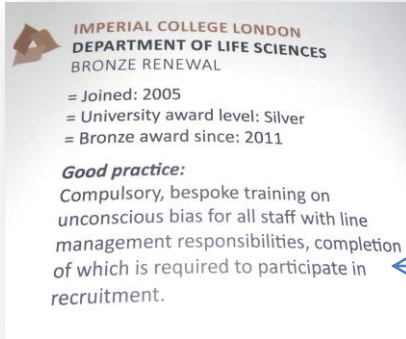 IMPERIAL COLLEGE LONDON
DEPARTMENT OF LIFE SCIENCES
BRONZE RENEWAL
= Joined: 2005
= University award level: Silver
= Bronze award since: 2011
Good practice:
Compulsory, bespoke training on
unconscious bias for all staff with line
management responsibilities, completion
of which is required to participate in
recruitment.